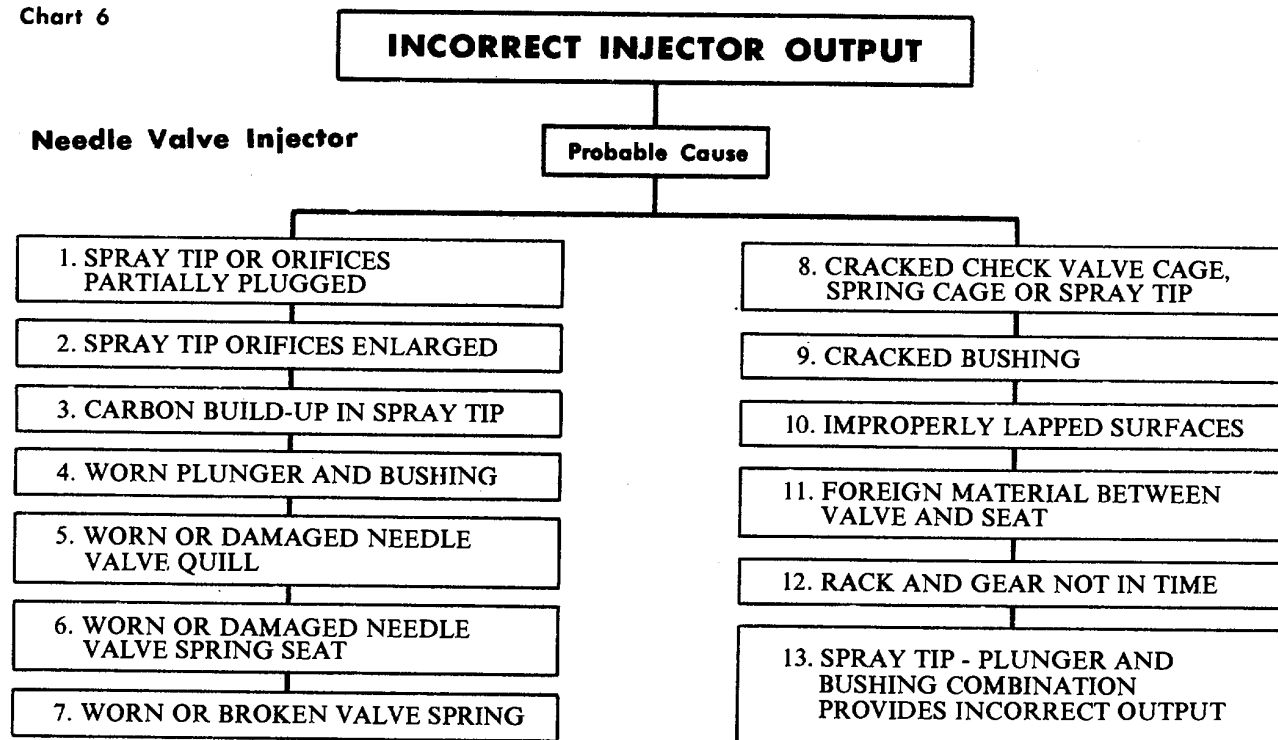 Chart 6
INCORRECT INJECTOR OUTPUT
Needle Valve Injector
Probable Cause
1. SPRAY TIP OR ORIFICES
PARTIALLY PLUGGED
2. SPRAY TIP ORIFICES ENLARGED
3. CARBON BUILD-UP IN SPRAY TIP
4. WORN PLUNGER AND BUSHING
5. WORN OR DAMAGED NEEDLE
VALVE QUILL
6. WORN OR DAMAGED NEEDLE
VALVE SPRING SEAT
7. WORN OR BROKEN VALVE SPRING
8. CRACKED CHECK VALVE CAGE,
SPRING CAGE OR SPRAY TIP
9. CRACKED BUSHING
10. IMPROPERLY LAPPED SURFACES
11. FOREIGN MATERIAL BETWEEN
VALVE AND SEAT
12. RACK AND GEAR NOT IN TIME
13. SPRAY TIP - PLUNGER AND
BUSHING COMBINATION
PROVIDES INCORRECT OUTPUT